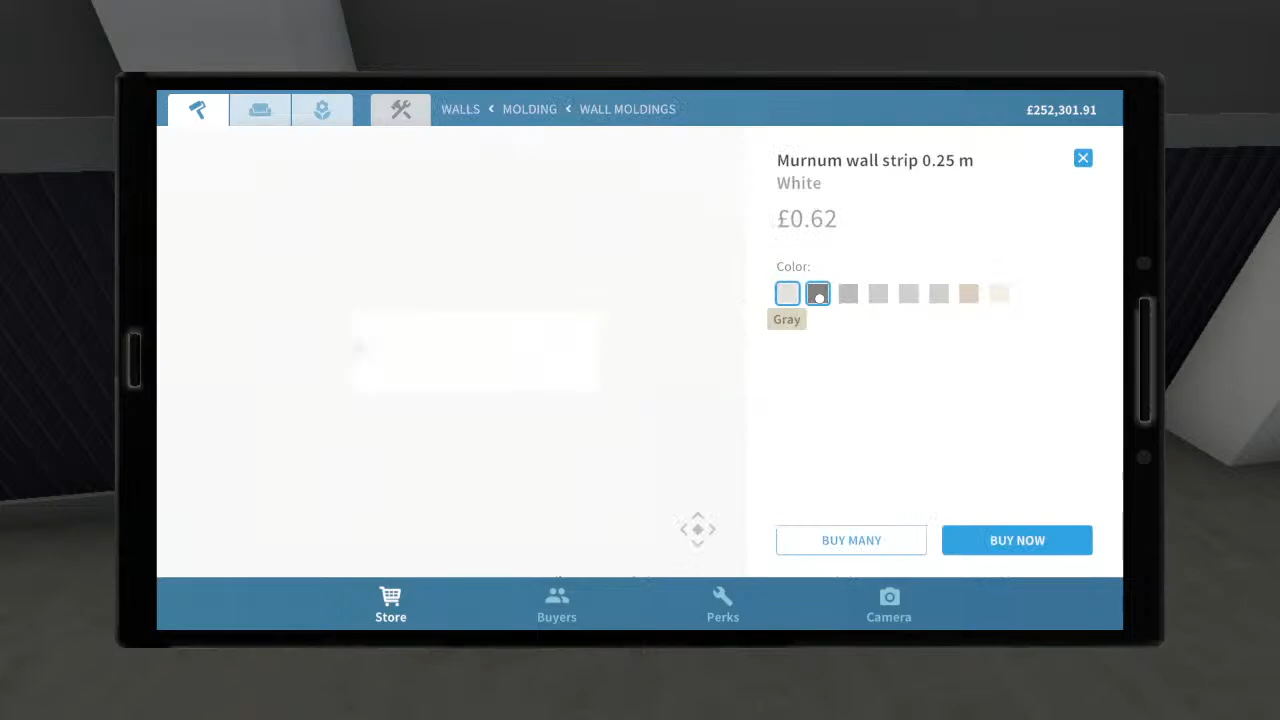 WALLS < MOLDING < WALL MOLDINGS
£252,301.91
Murnum wall strip 0.25 m
White
£0.62
Color:
Gray
BUY MANY
BUY NOW
Store
Buyers
Perks
Camera